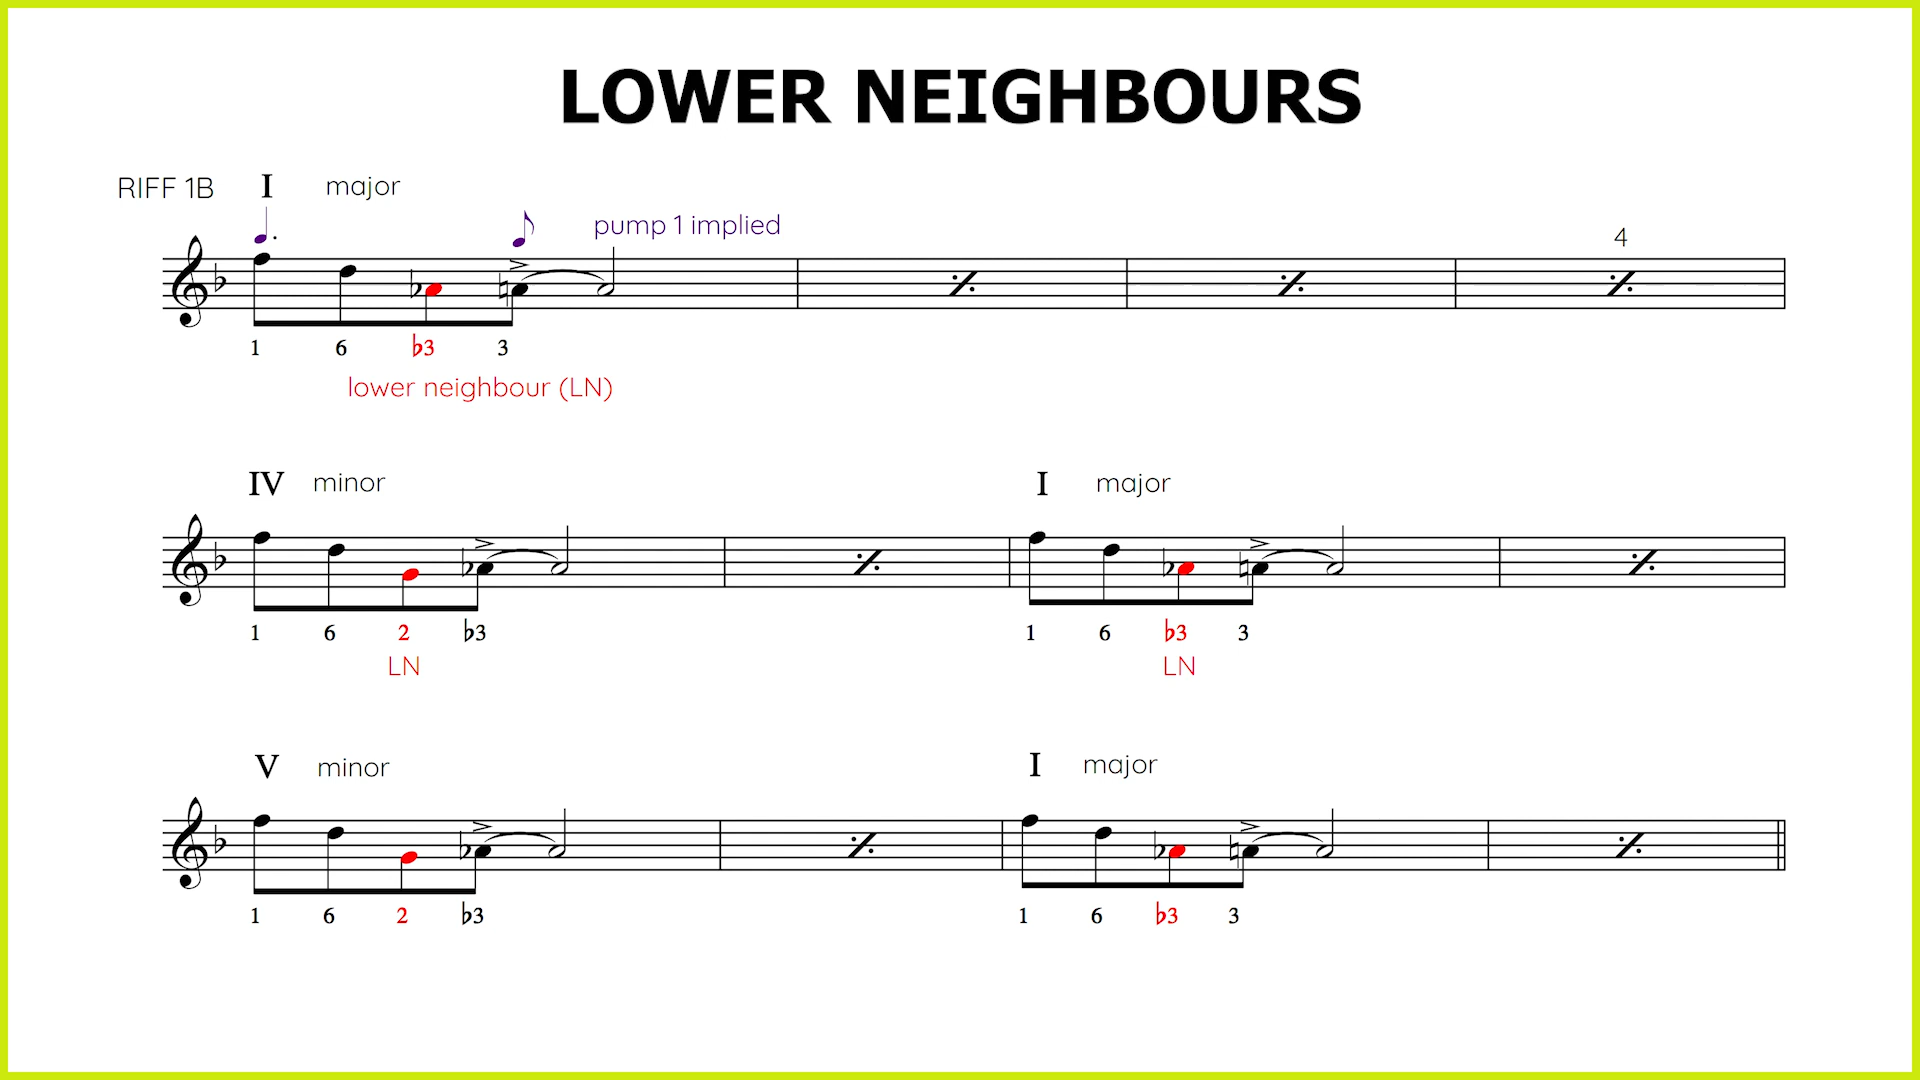 LOWER NEIGHBOURS
RIFF 1B I major
pump 1 implied
4
1 6 ♭3 3
lower neighbour (LN)
IV minor I major
1 6 2 ♭3 1 6 ♭3 3
LN LN
V minor I major
1 6 2 ♭3 1 6 ♭3 3